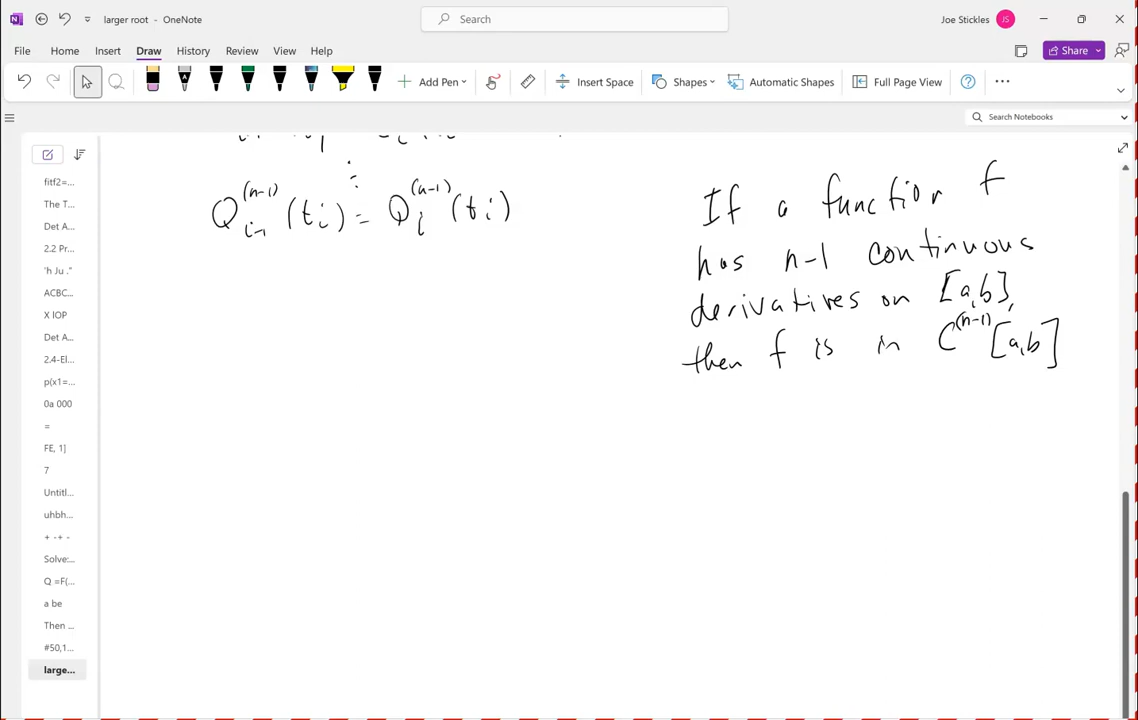 larger root - OneNote
Search
Joe Stickles
JS
File Home Insert Draw History Review View Help
Share
Add Pen
Insert Space
Shapes
Automatic Shapes
Full Page View
Search Notebooks
fitf2=...
The T...
Det A...
2.2 Pr...
'h Ju ."
ACBC...
X IOP
Det A...
2.4-El...
p(x1=...
0a 000
=
FE, 1]
7
Untitl...
uhbh...
+ -+ -
Solve:...
Q =F(...
a be
Then ...
#50,1...
large...
⋮
Q_{i-1}^{(n-1)}(t_i) = Q_i^{(n-1)}(t_i)
If a function f
has n-1 continuous
derivatives on [a,b],
then f is in C^{(n-1)}[a,b]